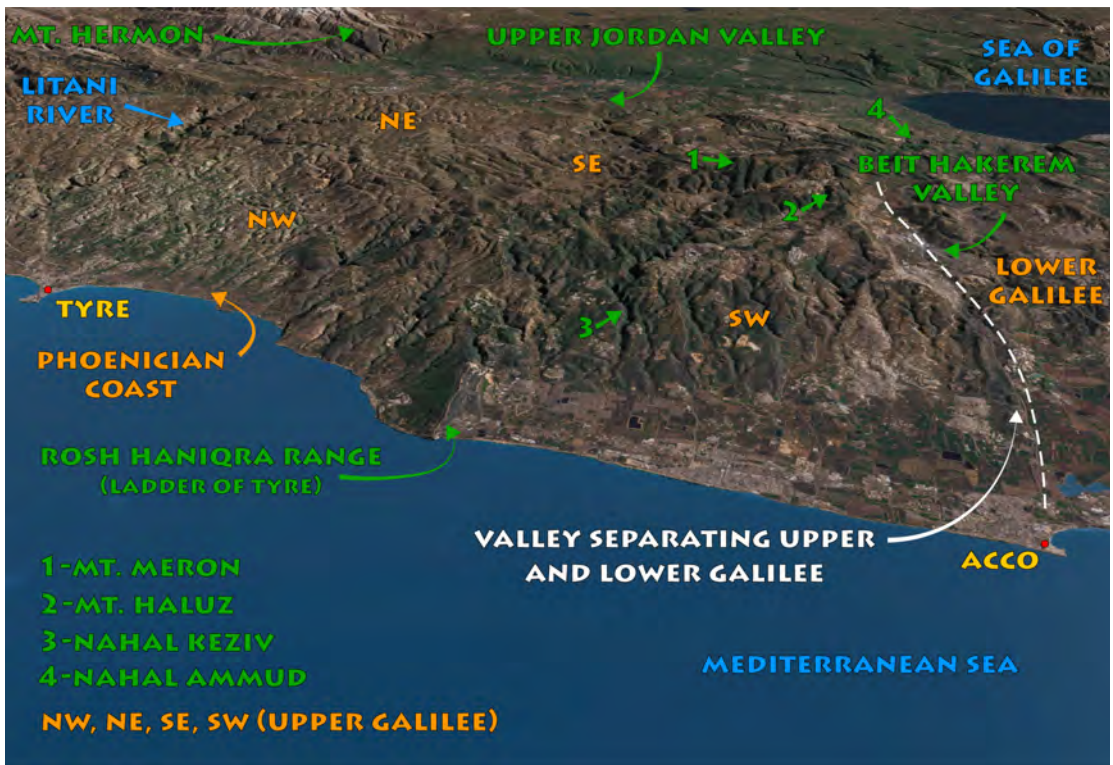 MT. HERMON
UPPER JORDAN VALLEY
SEA OF
GALILEE
LITANI
RIVER
NE
4
SE
1
BEIT HAKEREM
VALLEY
2
NW
LOWER
GALILEE
TYRE
3
SW
PHOENICIAN
COAST
ROSH HANIQRA RANGE
(LADDER OF TYRE)
VALLEY SEPARATING UPPER
AND LOWER GALILEE
ACCO
1-MT. MERON
2-MT. HALUZ
3-NAHAL KEZIV
4-NAHAL AMMUD
MEDITERRANEAN SEA
NW, NE, SE, SW (UPPER GALILEE)